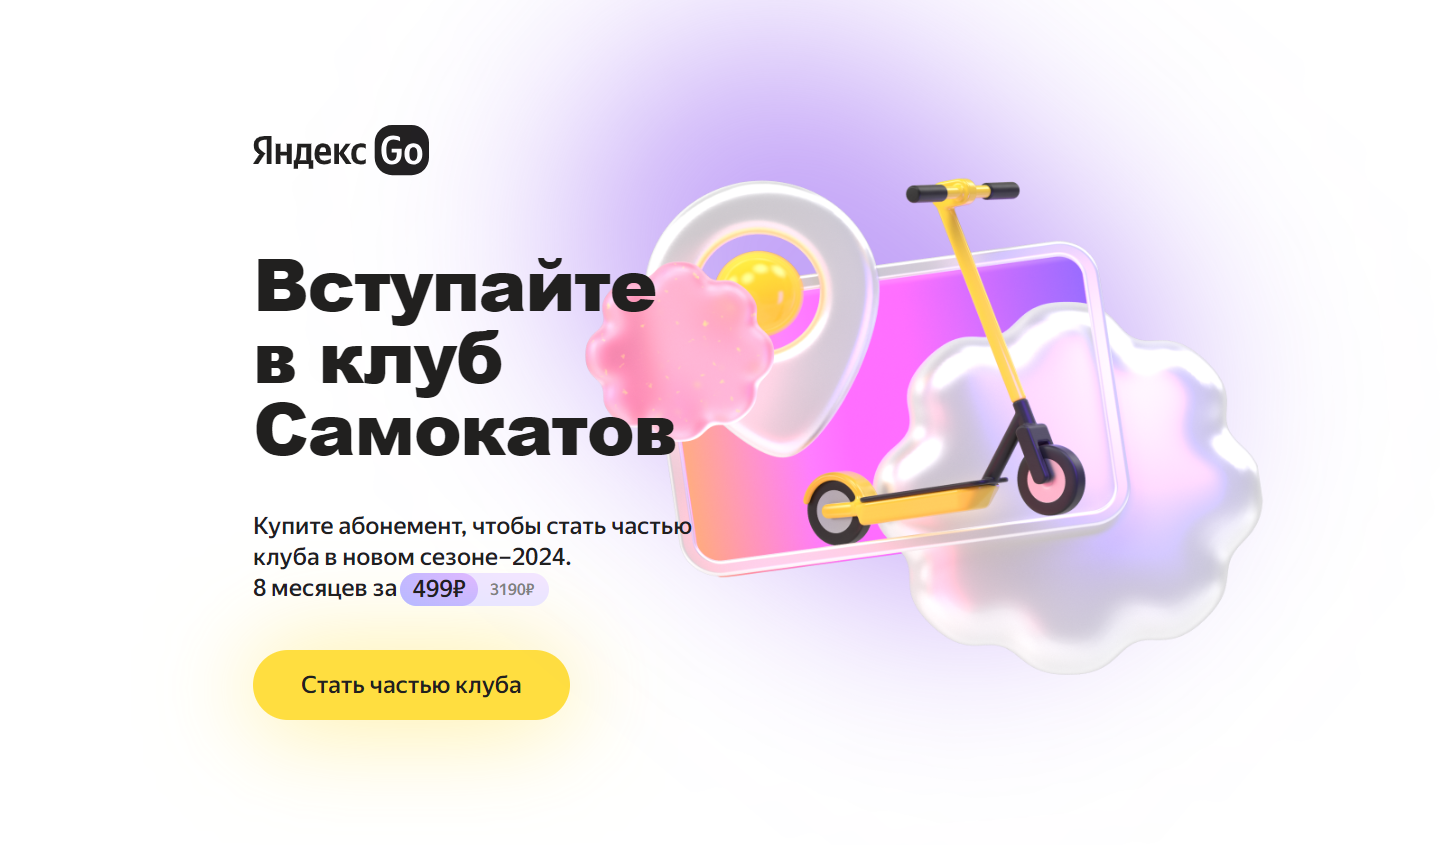 Яндекс Go
Вступайте
в клуб
Самокатов
Купите абонемент, чтобы стать частью
клуба в новом сезоне–2024.
8 месяцев за 499₽ 3190₽
Стать частью клуба